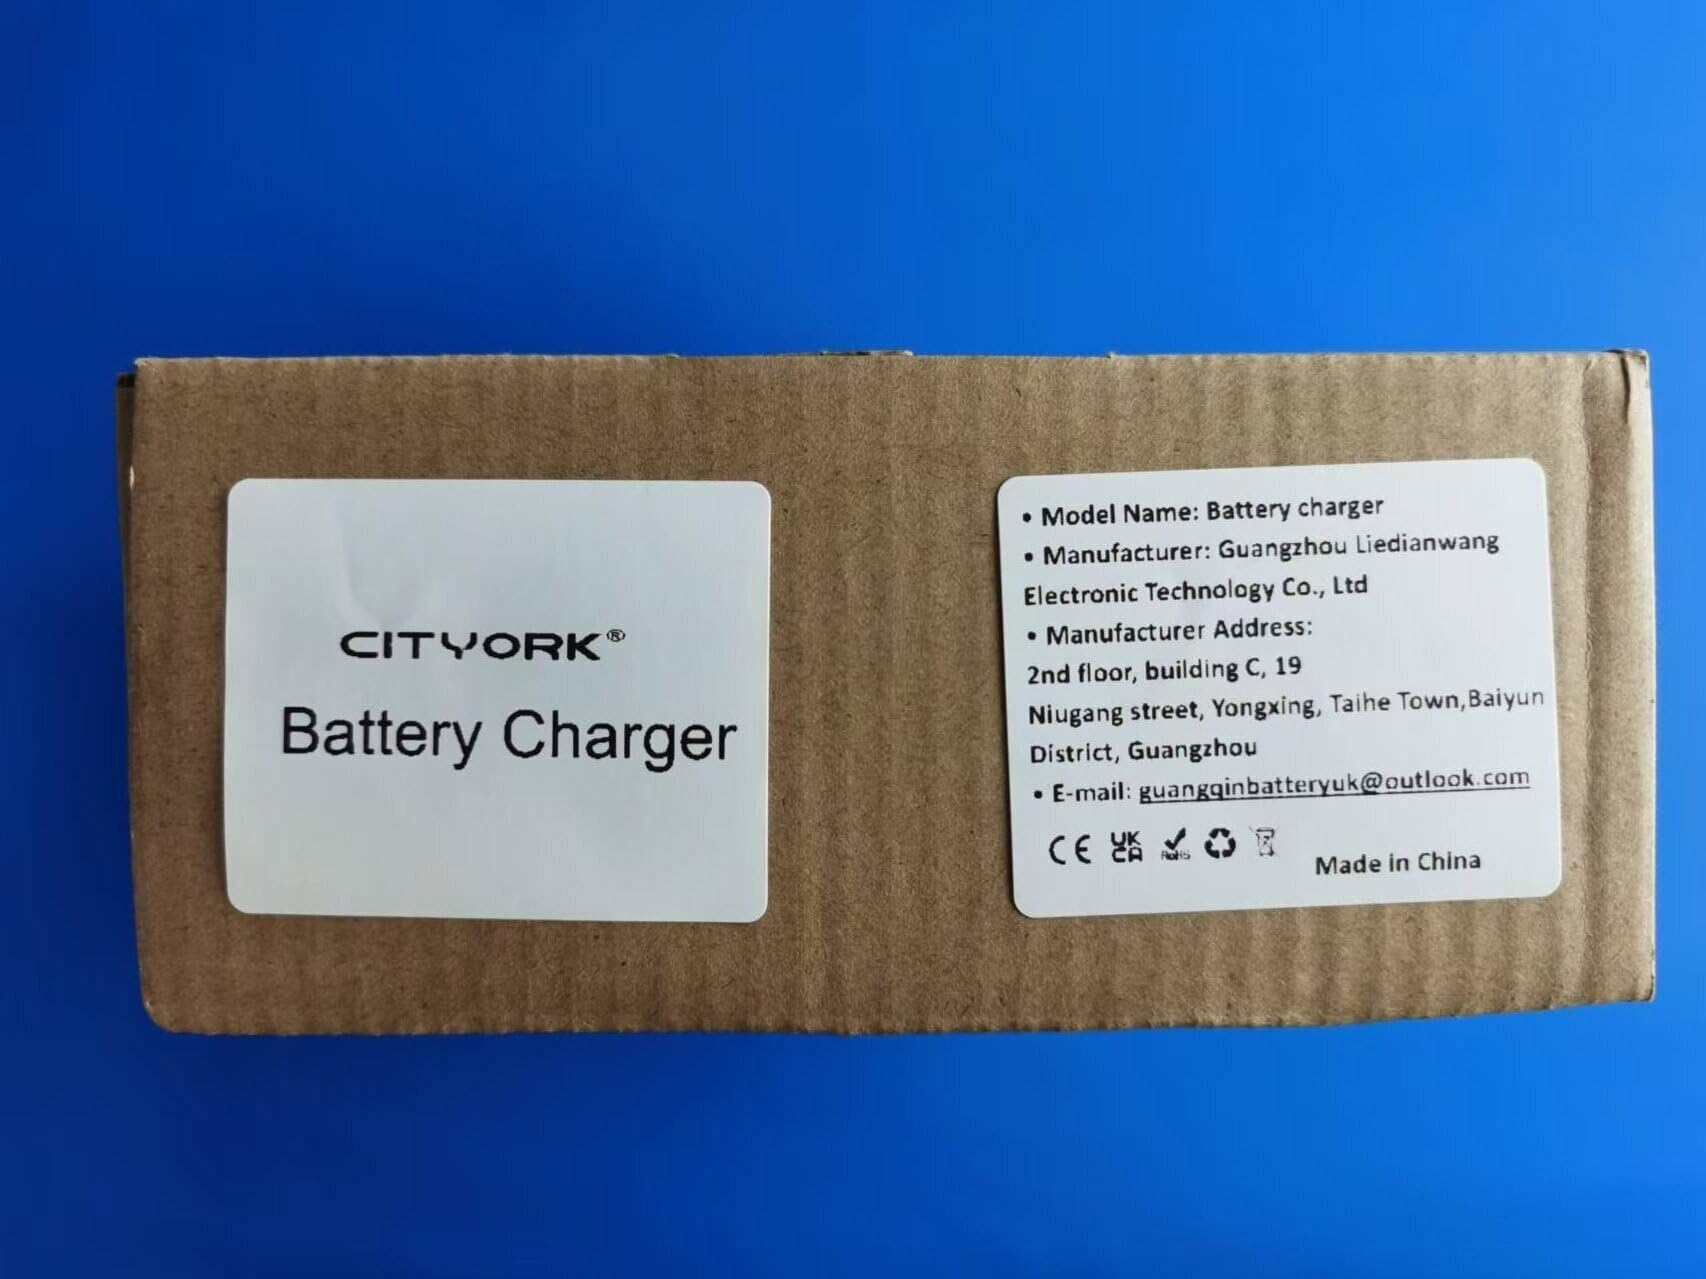 CITYORK®
Battery Charger
• Model Name: Battery charger
• Manufacturer: Guangzhou Liedianwang
Electronic Technology Co., Ltd
• Manufacturer Address:
2nd floor, building C, 19
Niugang street, Yongxing, Taihe Town,Baiyun
District, Guangzhou
• E-mail: guangqinbatteryuk@outlook.com
CE UK CA RoHS
Made in China